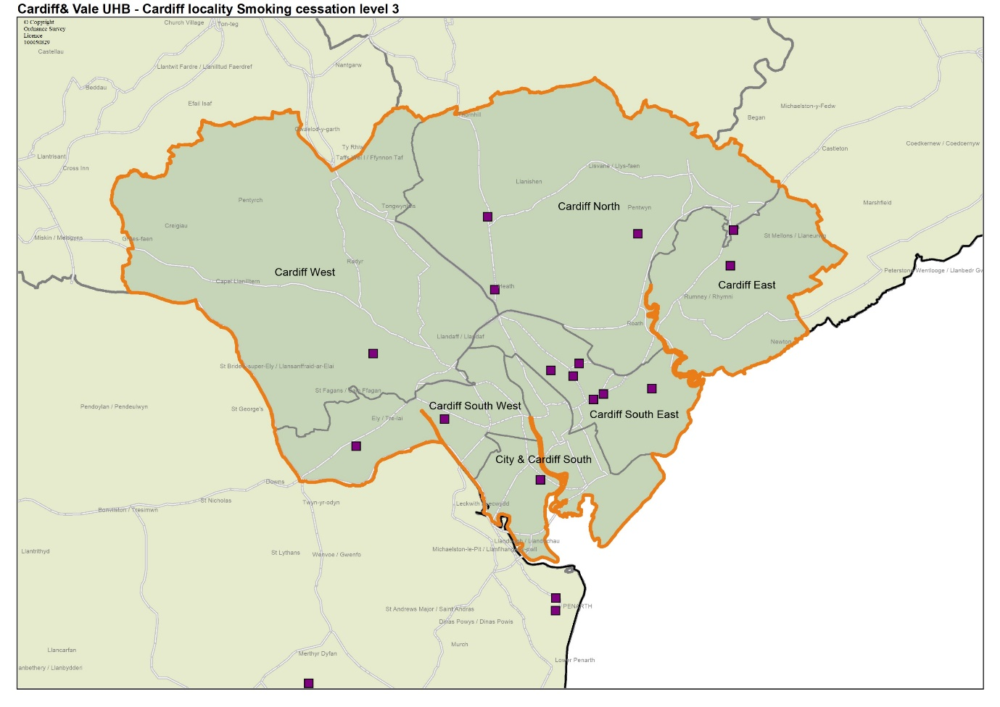 Cardiff& Vale UHB - Cardiff locality Smoking cessation level 3
© Copyright
Ordnance Survey
Licence
100050829
Church Village
Ton-teg
Castellau
Llantwit Fardre / Llanilltud Faerdref
Nantgarw
Beddau
Efail Isaf
Michaelston-y-Fedw
Thornhill
Began
Gwaelod-y-garth
Coedkernew / Coedcernyw
Ty Rhiw
Castleton
Llantrisant
Taffs Well / Ffynnon Taf
Cross Inn
Lisvane / Llys-faen
Llanishen
Pentyrch
Marshfield
Tongwynlais
Cardiff North
Pentwyn
Creigiau
St Mellons / Llaneurwg
Miskin / Meisgyns
Groes-faen
Radyr
Cardiff West
Peterstone Wentlooge / Llanbedr Gw
Capel Llanilltern
Cardiff East
Heath
Rumney / Rhymni
Roath
Llandaff / Llandaf
Newton
St Brides-super-Ely / Llansanffraid-ar-Elai
St Fagans / Sain Ffagan
Pendoylan / Pendeulwyn
St George's
Cardiff South West
Cardiff South East
Ely / Tre-lai
City & Cardiff South
Downs
St Nicholas
Twyn-yr-odyn
Leckwith / Lecwydd
Bonvilston / Tresimwn
Llandough / Llandochau
Llantrithyd
St Lythans
Wenvoe / Gwenfo
Michaelston-le-Pit / Llanfihangel-y-pwll
PENARTH
St Andrews Major / Saint Andras
Dinas Powys / Dinas Powis
Murch
Llancarfan
Merthyr Dyfan
Lower Penarth
anbethery / Llanbydderi